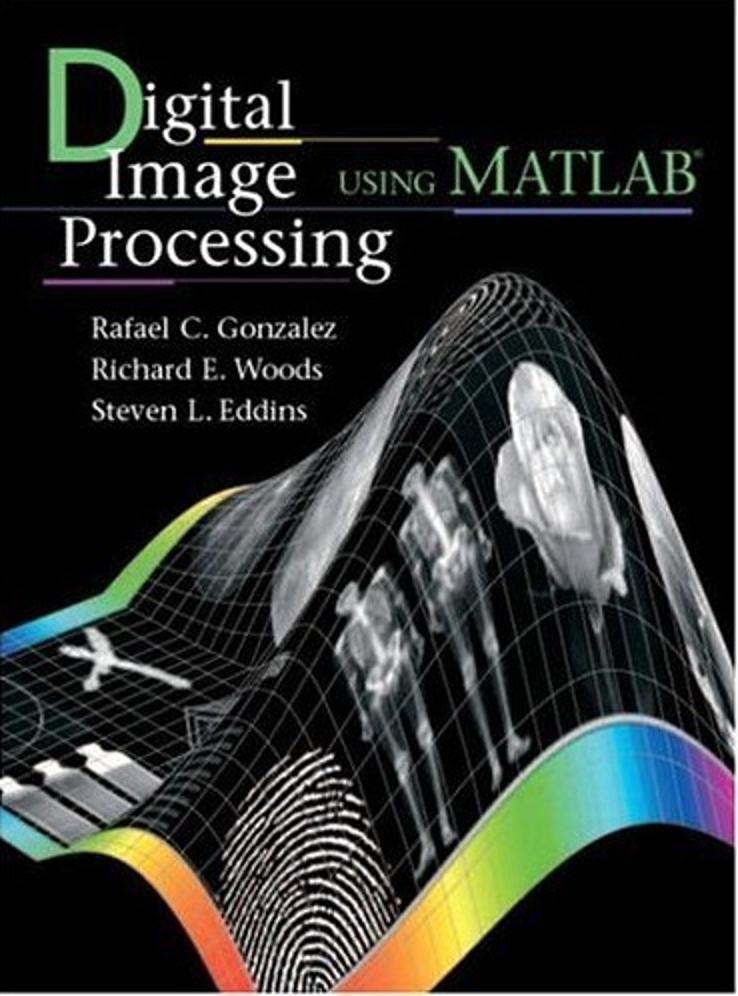 Digital
Image USING MATLAB®
Processing
Rafael C. Gonzalez
Richard E. Woods
Steven L. Eddins